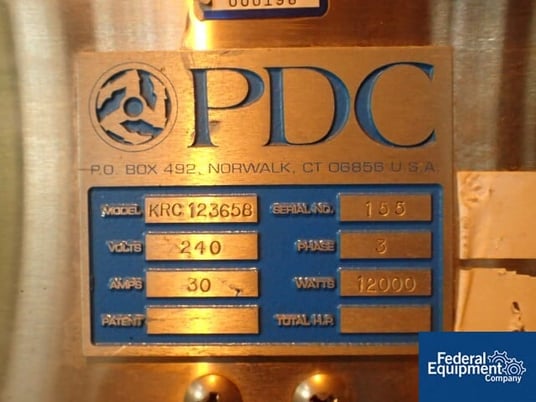 000196
PDC
P.O. BOX 492, NORWALK, CT 06856 U.S.A.
MODEL KRC 123658 SERIAL NO. 155
VOLTS 240 PHASE 3
AMPS 30 WATTS 12000
PATENT TOTAL H.P.
Federal
Equipment
Company